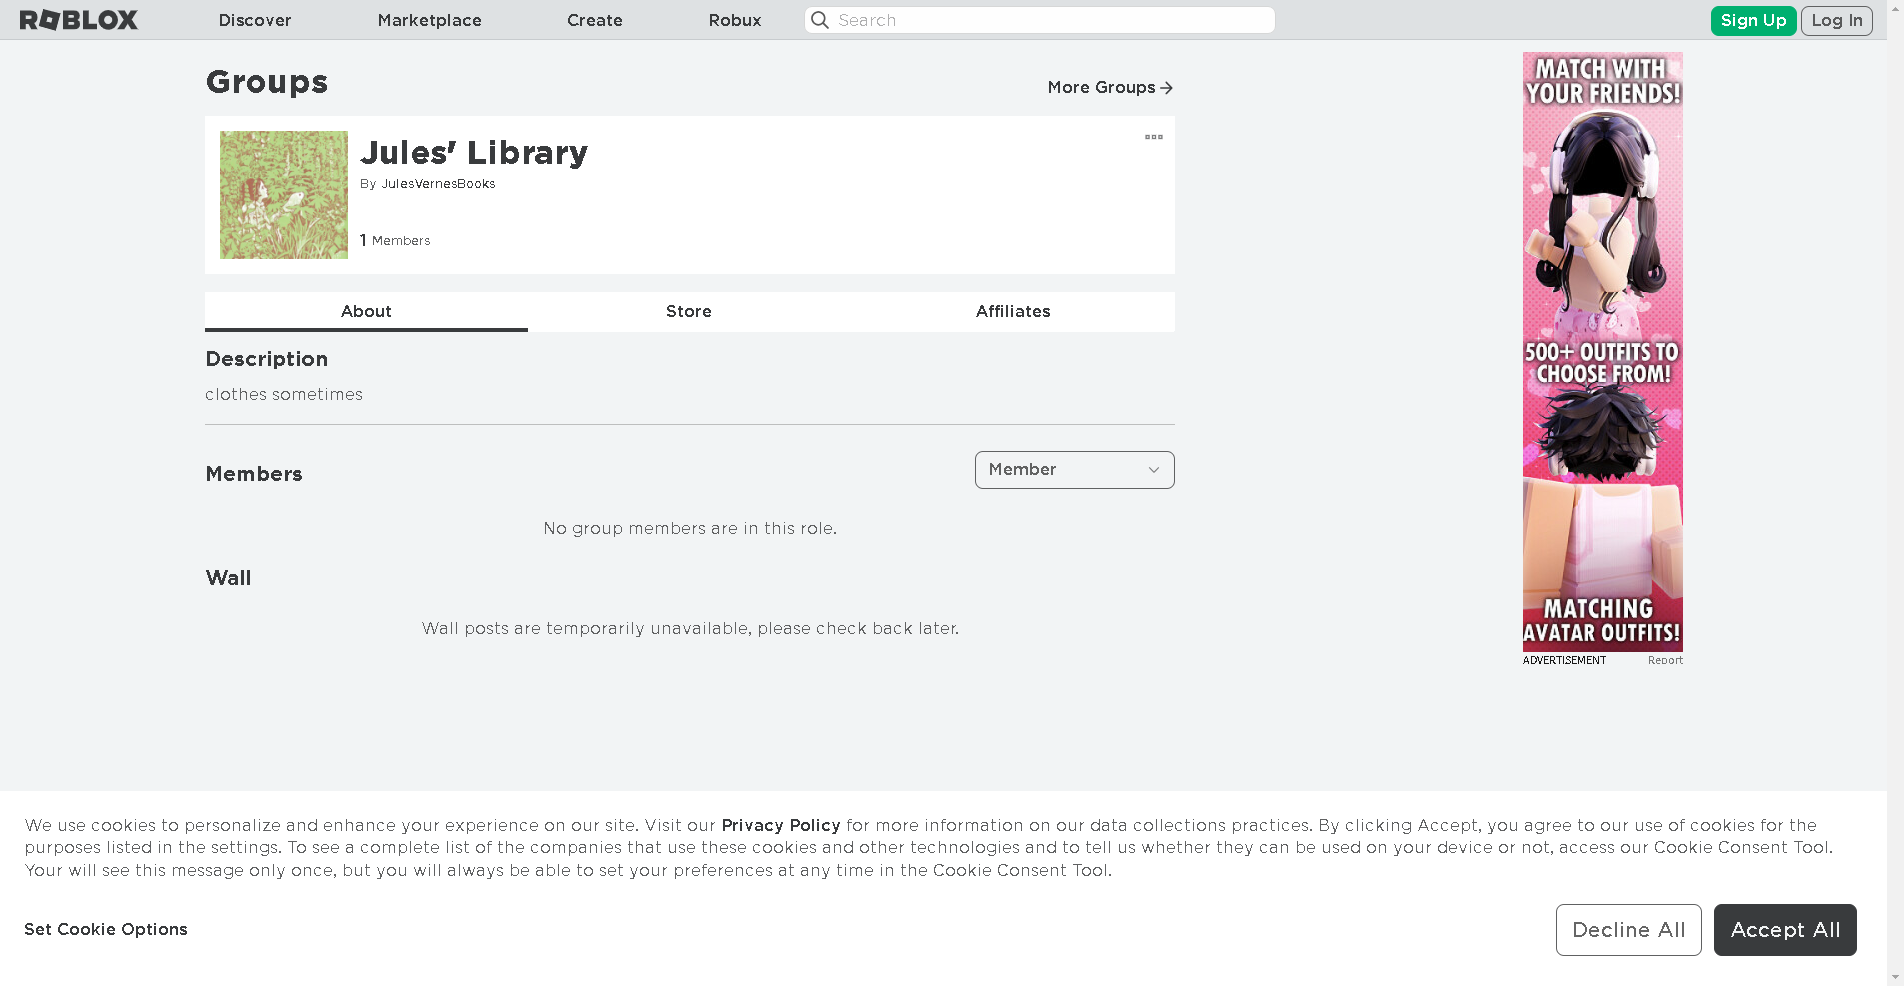 ROBLOX
Discover
Marketplace
Create
Robux
Search
Sign Up
Log In
Groups
More Groups
Jules' Library
By JulesVernesBooks
1 Members
About
Store
Affiliates
Description
clothes sometimes
Members
Member
No group members are in this role.
Wall
Wall posts are temporarily unavailable, please check back later.
MATCH WITH
YOUR FRIENDS!
500+ OUTFITS TO
CHOOSE FROM!
MATCHING
AVATAR OUTFITS!
ADVERTISEMENT
Report
We use cookies to personalize and enhance your experience on our site. Visit our Privacy Policy for more information on our data collections practices. By clicking Accept, you agree to our use of cookies for the
purposes listed in the settings. To see a complete list of the companies that use these cookies and other technologies and to tell us whether they can be used on your device or not, access our Cookie Consent Tool.
Your will see this message only once, but you will always be able to set your preferences at any time in the Cookie Consent Tool.
Set Cookie Options
Decline All
Accept All